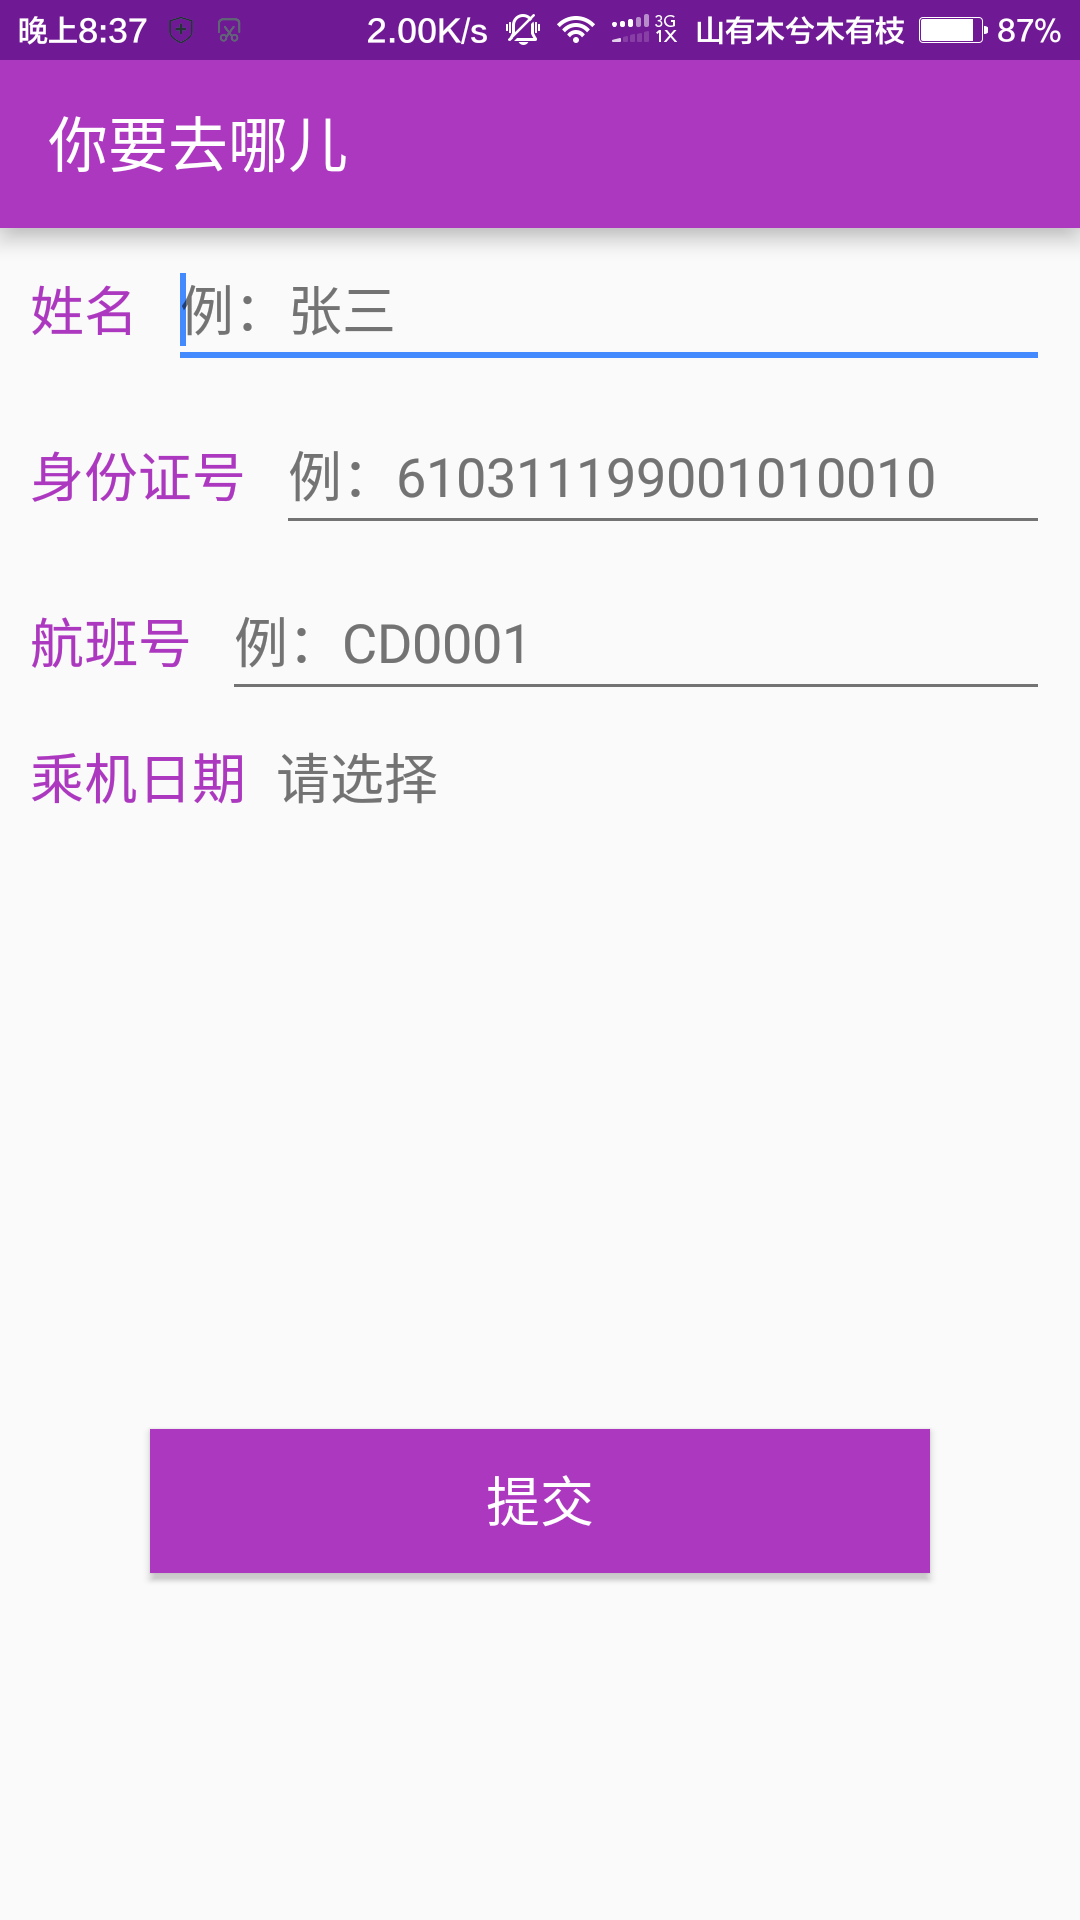 晚上8:37 2.00K/s 3G 1X 山有木兮木有枝 87%
你要去哪儿
姓名 例：张三
身份证号 例：610311199001010010
航班号 例：CD0001
乘机日期 请选择
提交